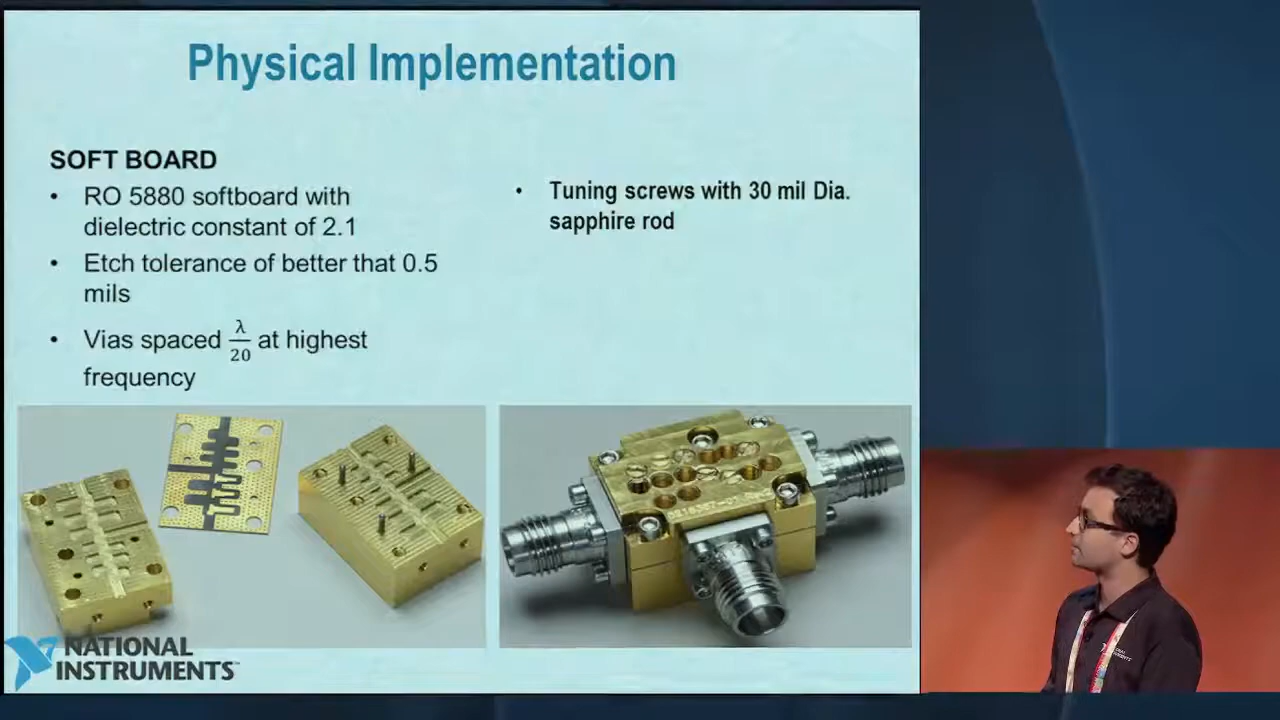 Physical Implementation
SOFT BOARD
• RO 5880 softboard with
dielectric constant of 2.1
• Etch tolerance of better that 0.5
mils
• Vias spaced λ/20 at highest
frequency
• Tuning screws with 30 mil Dia.
sapphire rod
NATIONAL
INSTRUMENTS™